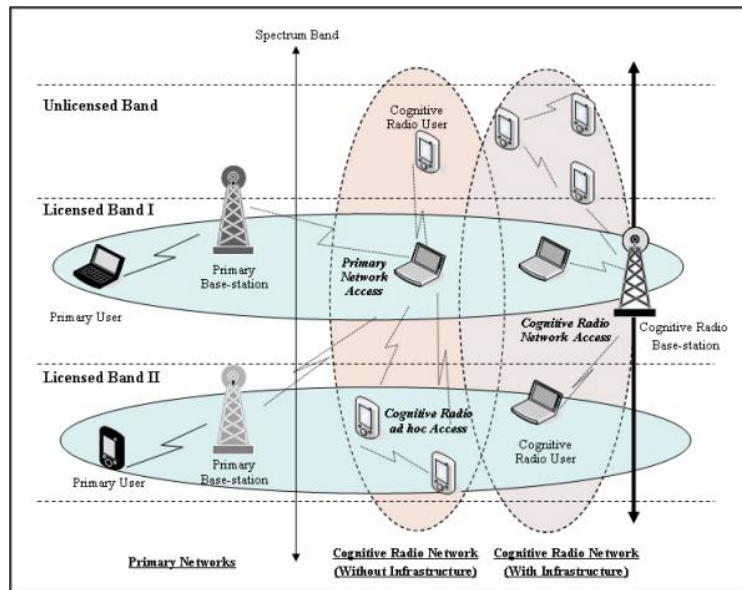 Spectrum Band
Unlicensed Band
Cognitive
Radio User
Licensed Band I
Primary
Base-station
Primary User
Primary
Network
Access
Cognitive Radio
Network Access
Cognitive Radio
Base-station
Licensed Band II
Primary
Base-station
Primary User
Cognitive Radio
ad hoc Access
Cognitive
Radio User
Primary Networks
Cognitive Radio Network
(Without Infrastructure)
Cognitive Radio Network
(With Infrastructure)